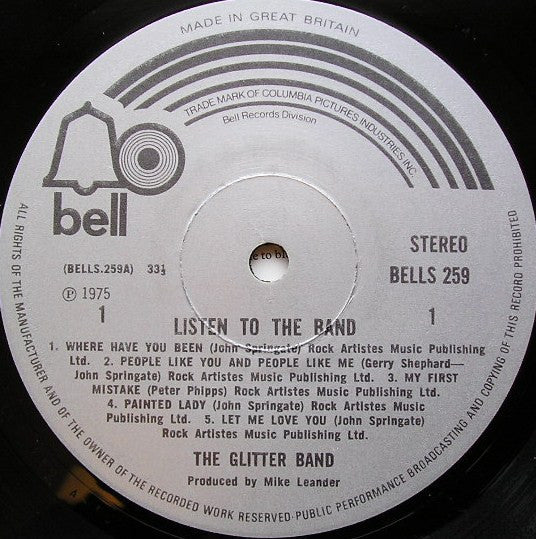 MADE IN GREAT BRITAIN
TRADE MARK OF COLUMBIA PICTURES INDUSTRIES, INC.
Bell Records Division
bell
STEREO
(BELLS.259A) 33⅓
BELLS 259
℗ 1975
1
1
LISTEN TO THE BAND
1. WHERE HAVE YOU BEEN (John Springate) Rock Artistes Music Publishing
Ltd. 2. PEOPLE LIKE YOU AND PEOPLE LIKE ME (Gerry Shephard—
John Springate) Rock Artistes Music Publishing Ltd. 3. MY FIRST
MISTAKE (Peter Phipps) Rock Artistes Music Publishing Ltd.
4. PAINTED LADY (John Springate) Rock Artistes Music
Publishing Ltd. 5. LET ME LOVE YOU (John Springate)
Rock Artistes Music Publishing Ltd.
THE GLITTER BAND
Produced by Mike Leander
ALL RIGHTS OF THE MANUFACTURER AND OF THE OWNER OF THE RECORDED WORK RESERVED·PUBLIC PERFORMANCE BROADCASTING AND COPYING OF THIS RECORD PROHIBITED